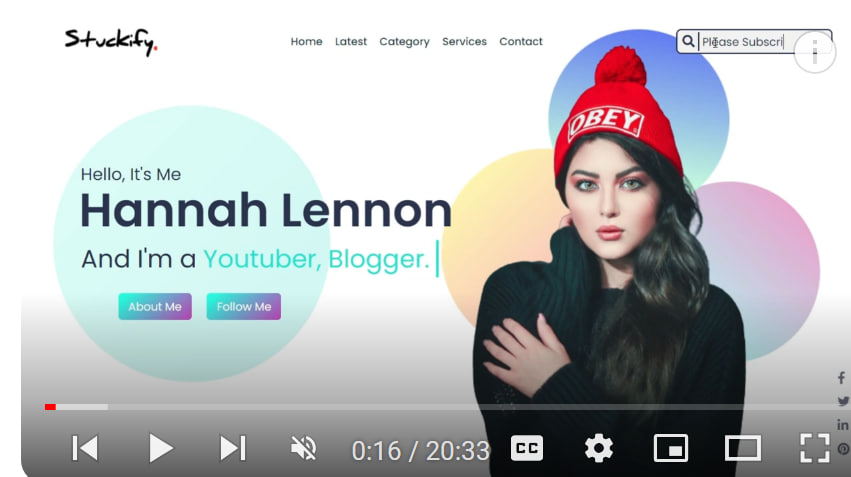 Stuckify.
Home Latest Category Services Contact
Please Subscri
OBEY
Hello, It's Me
Hannah Lennon
And I'm a Youtuber, Blogger.
About Me Follow Me
0:16 / 20:33
CC